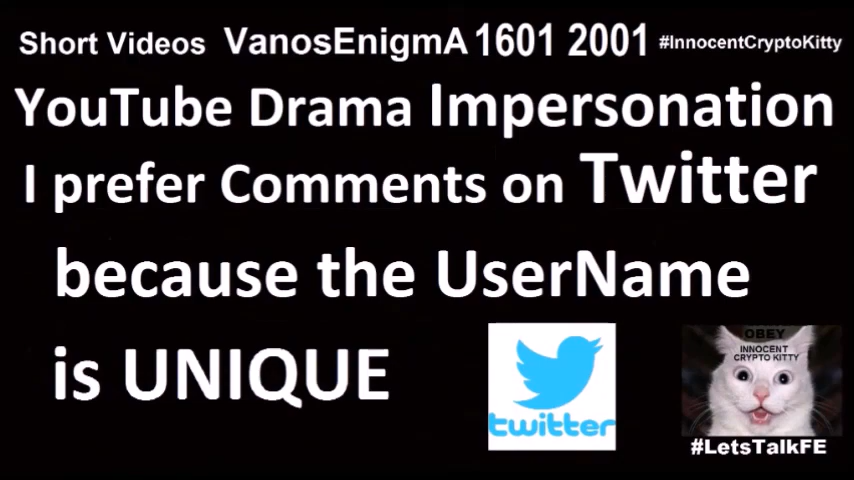 Short Videos VanosEnigmA 1601 2001 #InnocentCryptoKitty
YouTube Drama Impersonation
I prefer Comments on Twitter
because the UserName
is UNIQUE
twitter
OBEY
INNOCENT
CRYPTO KITTY
#LetsTalkFE